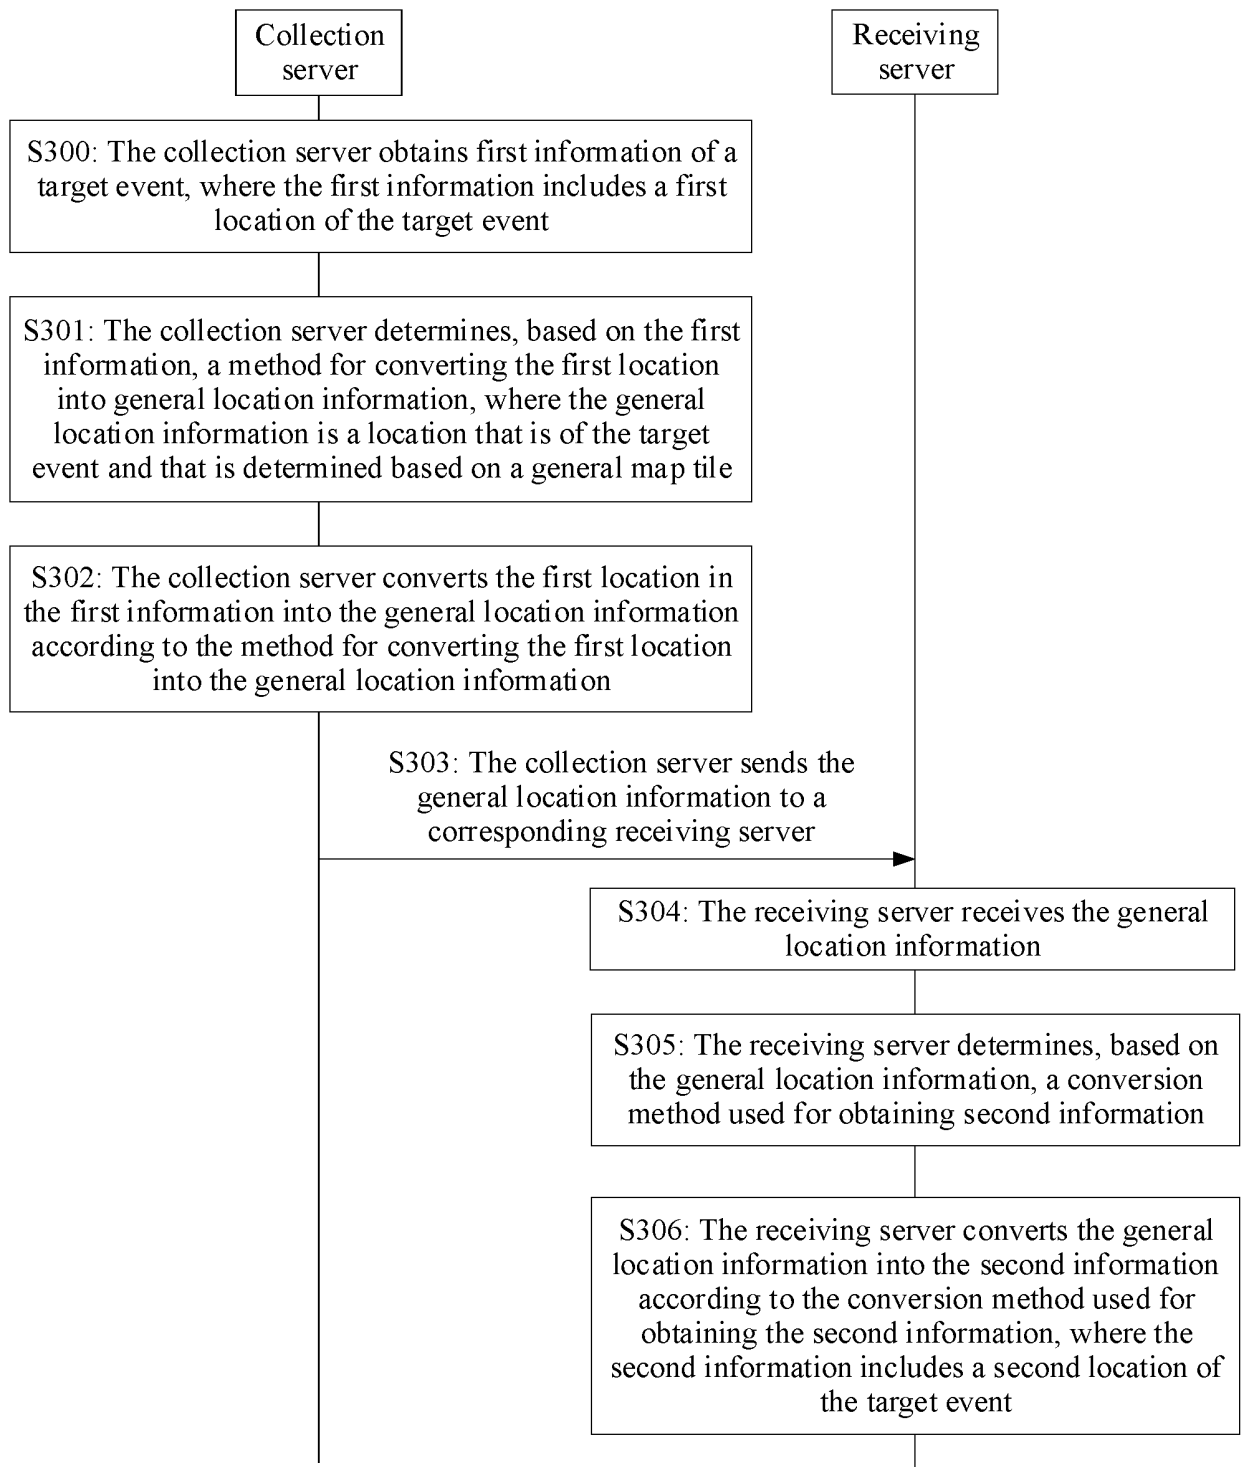 Collection
server
Receiving
server
S300: The collection server obtains first information of a
target event, where the first information includes a first
location of the target event
S301: The collection server determines, based on the first
information, a method for converting the first location
into general location information, where the general
location information is a location that is of the target
event and that is determined based on a general map tile
S302: The collection server converts the first location in
the first information into the general location information
according to the method for converting the first location
into the general location information
S303: The collection server sends the
general location information to a
corresponding receiving server
S304: The receiving server receives the general
location information
S305: The receiving server determines, based on
the general location information, a conversion
method used for obtaining second information
S306: The receiving server converts the general
location information into the second information
according to the conversion method used for
obtaining the second information, where the
second information includes a second location of
the target event